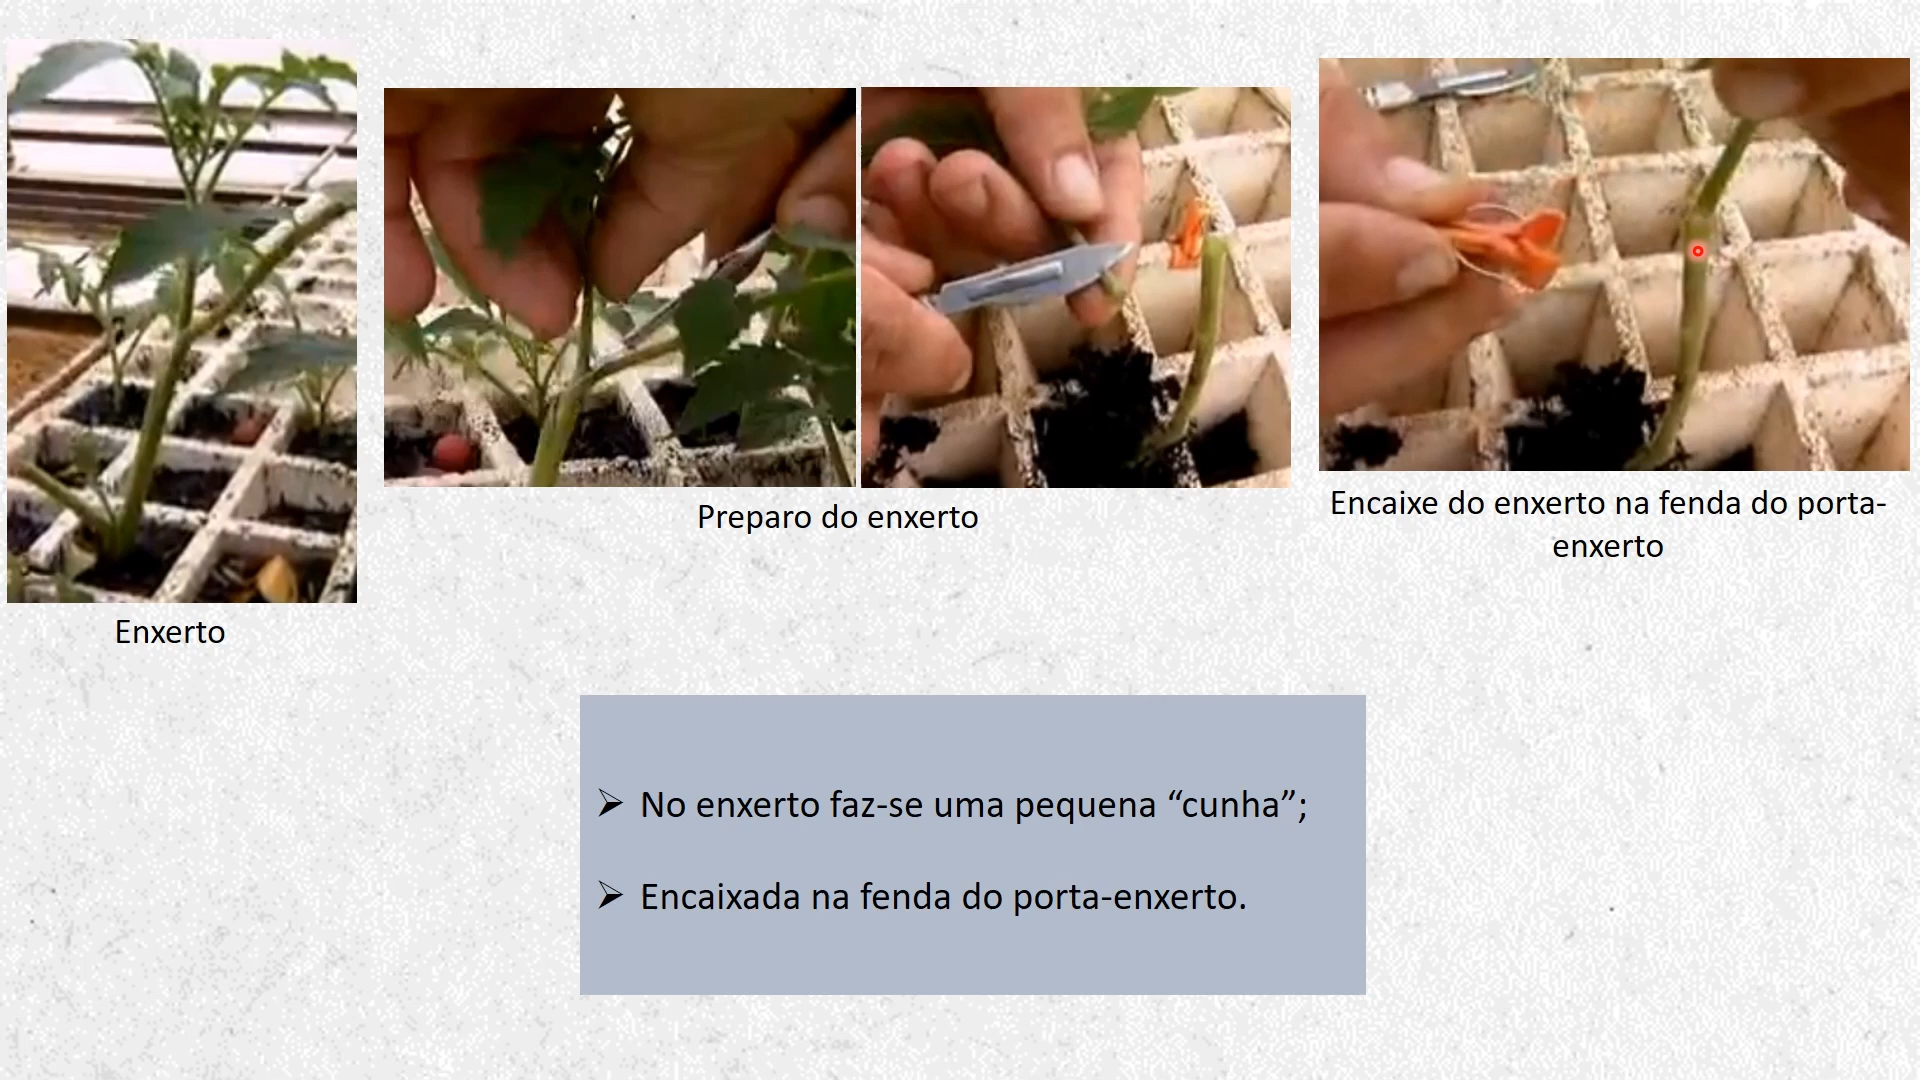 Enxerto
Preparo do enxerto
Encaixe do enxerto na fenda do porta-
enxerto
➢ No enxerto faz-se uma pequena “cunha”;
➢ Encaixada na fenda do porta-enxerto.